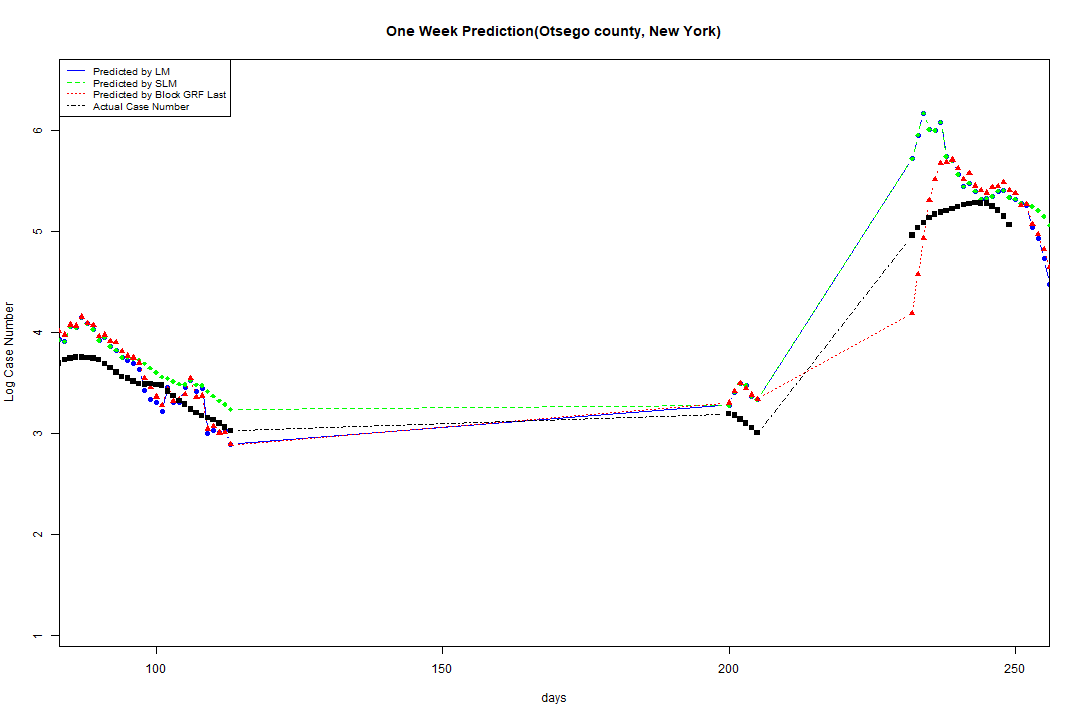 One Week Prediction(Otsego county, New York)
Predicted by LM
Predicted by SLM
Predicted by Block GRF Last
Actual Case Number
Log Case Number
6
5
4
3
2
1
100 150 200 250
days